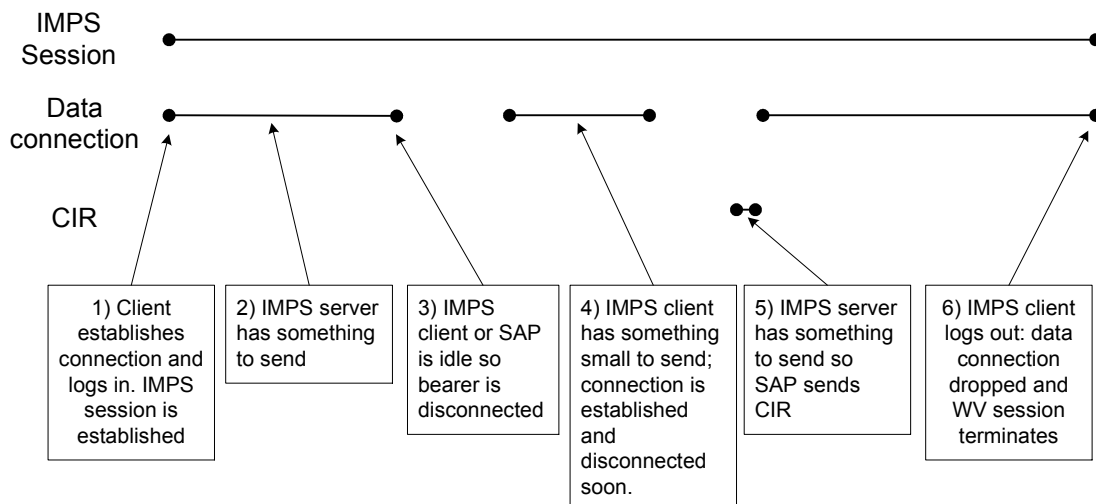 IMPS
Session
Data
connection
CIR
1) Client
establishes
connection and
logs in. IMPS
session is
established
2) IMPS server
has something
to send
3) IMPS
client or SAP
is idle so
bearer is
disconnected
4) IMPS client
has something
small to send;
connection is
established
and
disconnected
soon.
5) IMPS server
has something
to send so
SAP sends
CIR
6) IMPS client
logs out: data
connection
dropped and
WV session
terminates